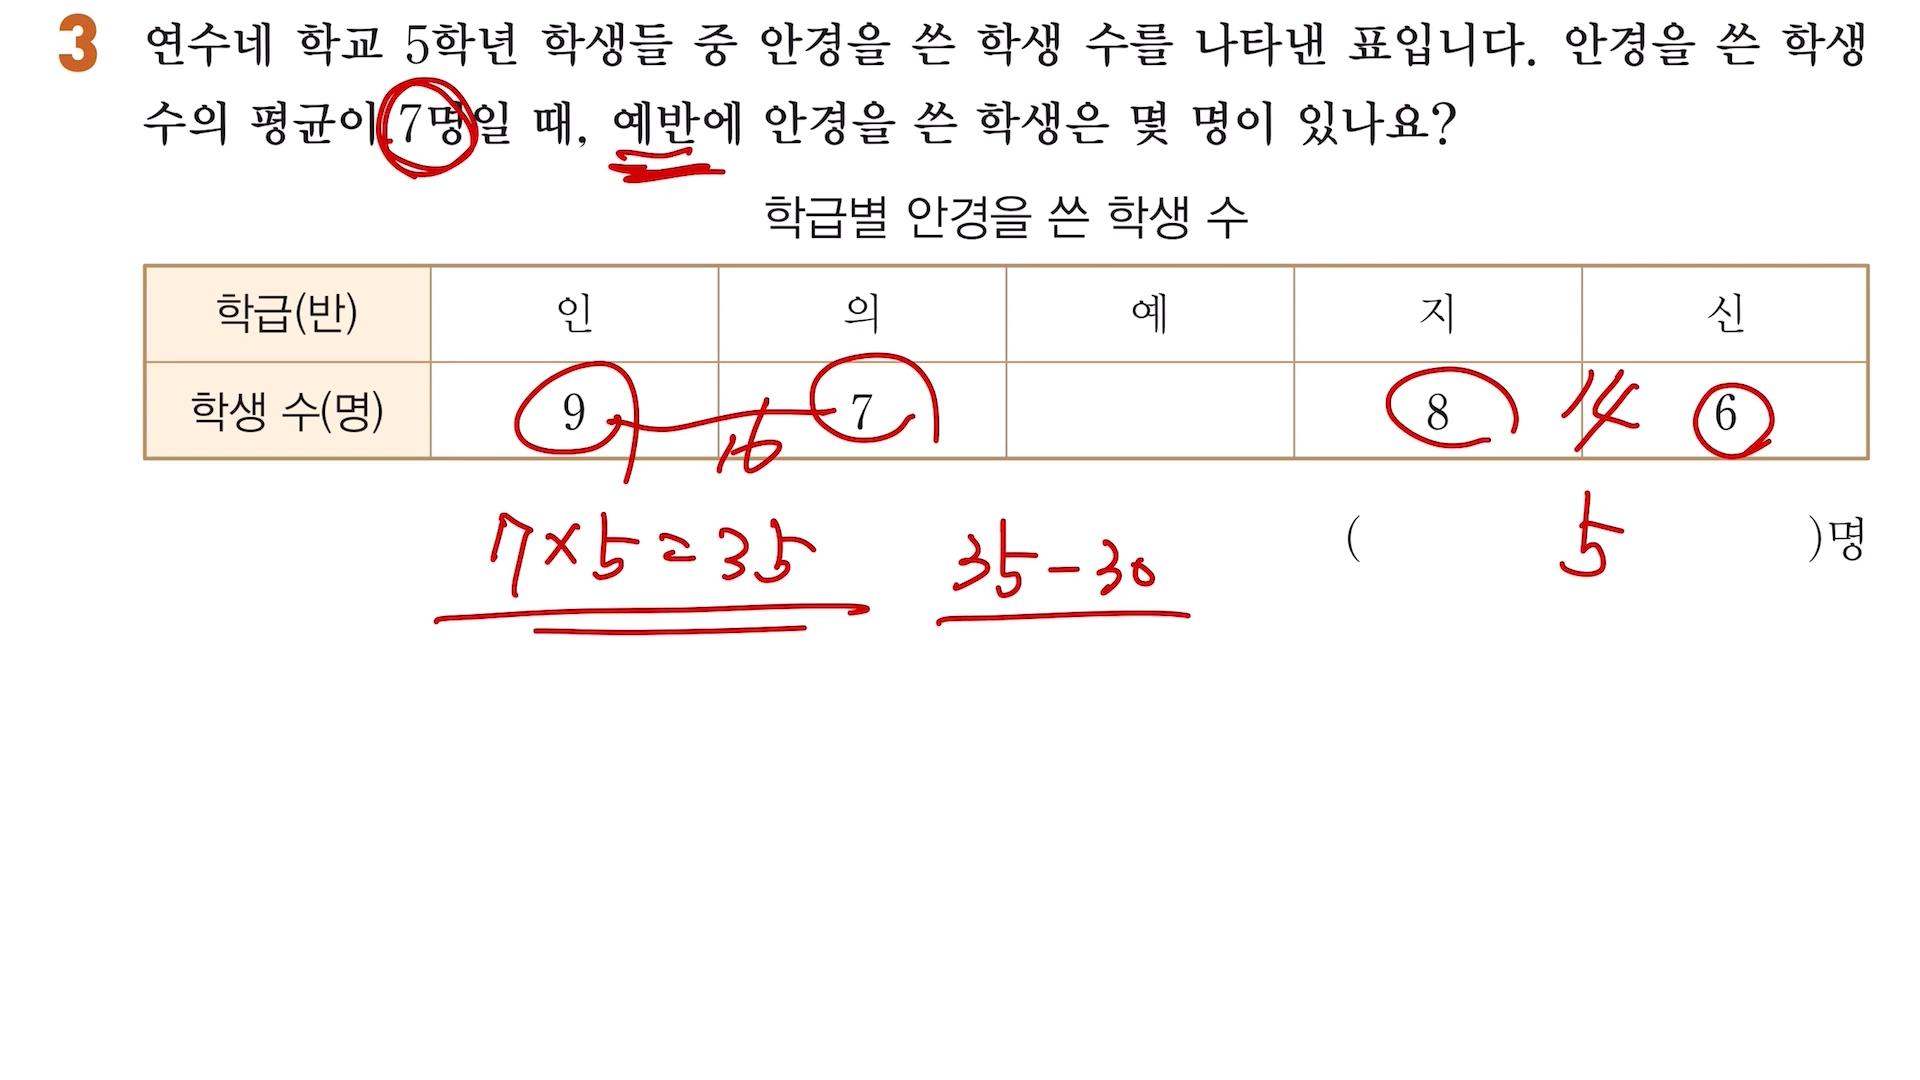 3 연수네 학교 5학년 학생들 중 안경을 쓴 학생 수를 나타낸 표입니다. 안경을 쓴 학생
수의 평균이 7명일 때, 예반에 안경을 쓴 학생은 몇 명이 있나요?
학급별 안경을 쓴 학생 수
학급(반) 인 의 예 지 신
학생 수(명) 9 7 8 14 6
16
7×5=35 35-30 ( 5 )명